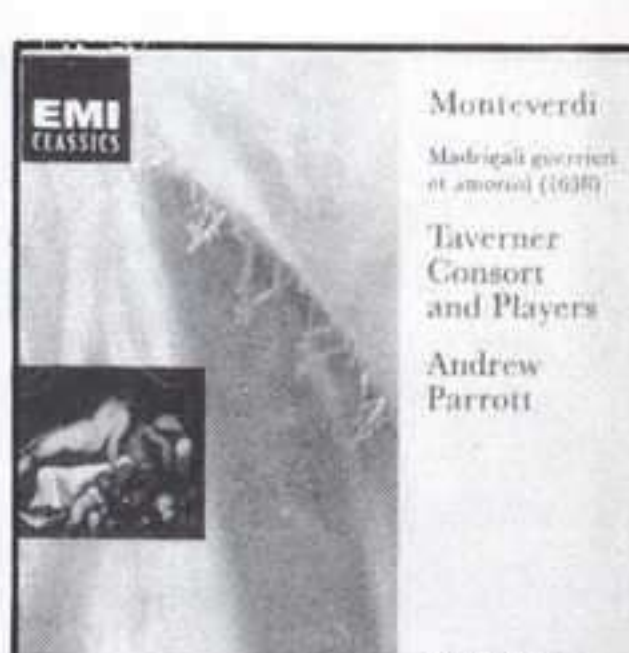 EMI
CLASSICS
Monteverdi
Madrigali guerrieri
et amorosi (1638)
Taverner
Consort
and Players
Andrew
Parrott